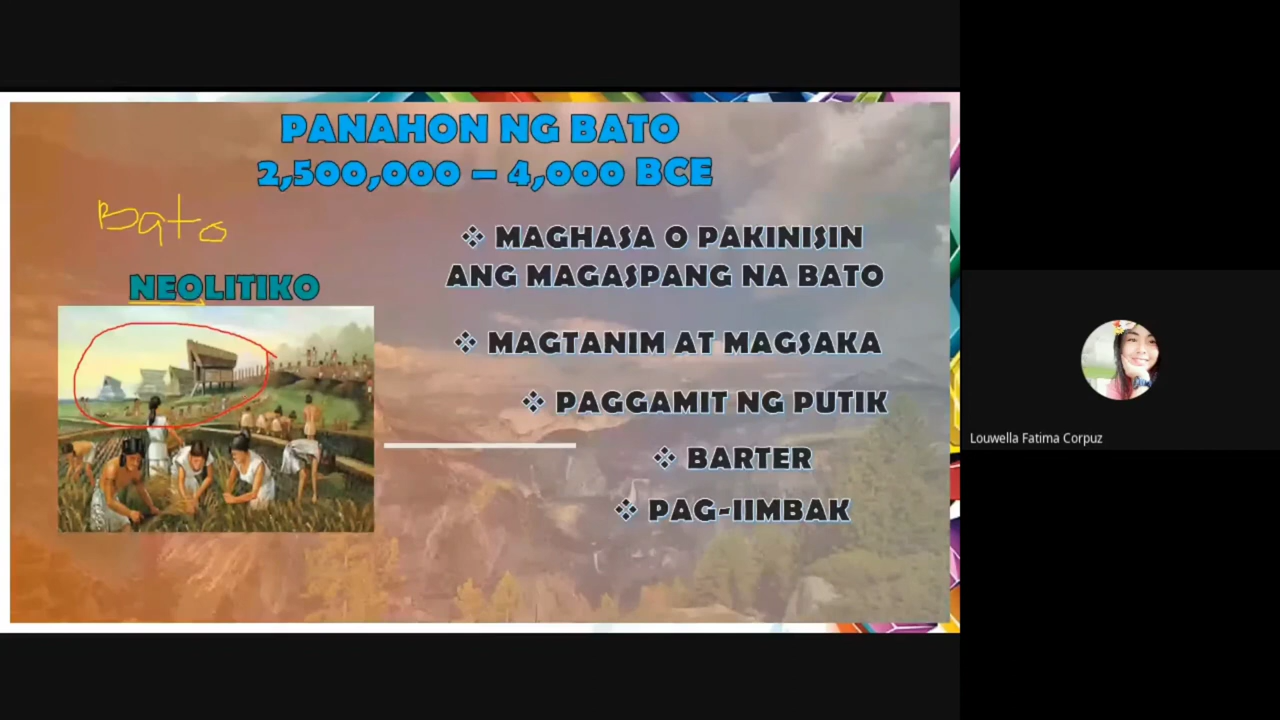 PANAHON NG BATO
2,500,000 – 4,000 BCE
Bato
NEOLITIKO
❖ MAGHASA O PAKINISIN
ANG MAGASPANG NA BATO
❖ MAGTANIM AT MAGSAKA
❖ PAGGAMIT NG PUTIK
❖ BARTER
❖ PAG-IIMBAK
Louwella Fatima Corpuz